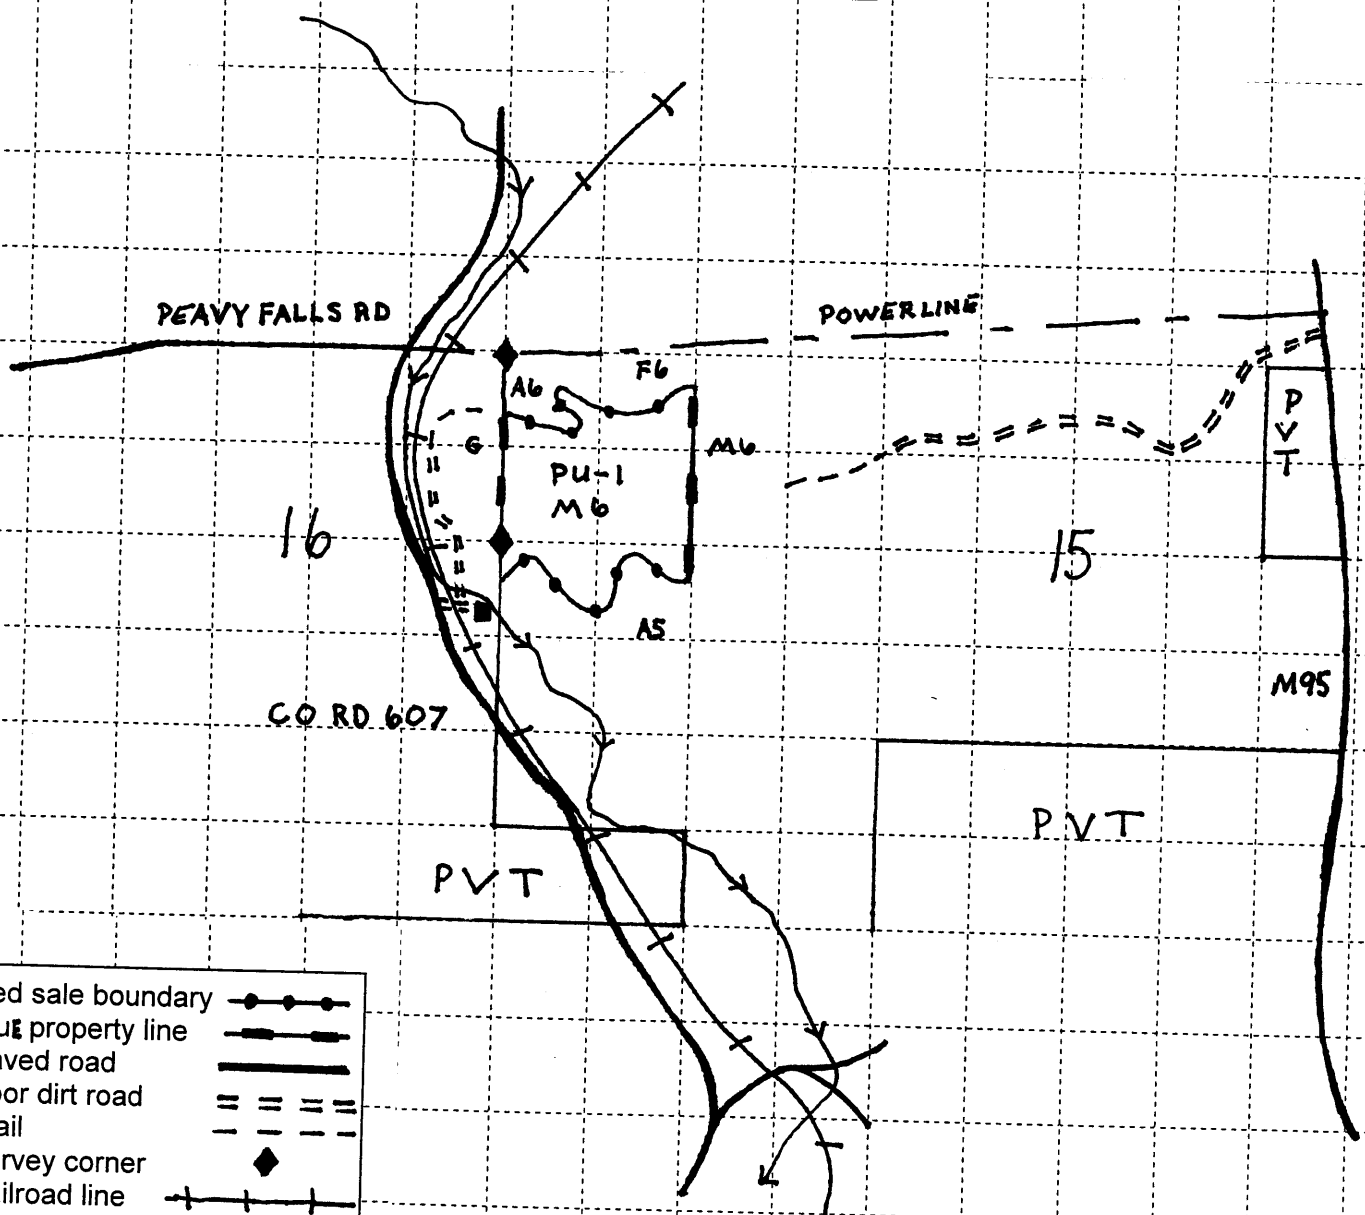 PEAVY FALLS RD
POWERLINE
A6
F6
G
M6
PU-1
M6
P
V
T
16
15
A5
M95
CO RD 607
PVT
PVT
ed sale boundary
uE property line
ved road
or dirt road
ail
rvey corner
ilroad line